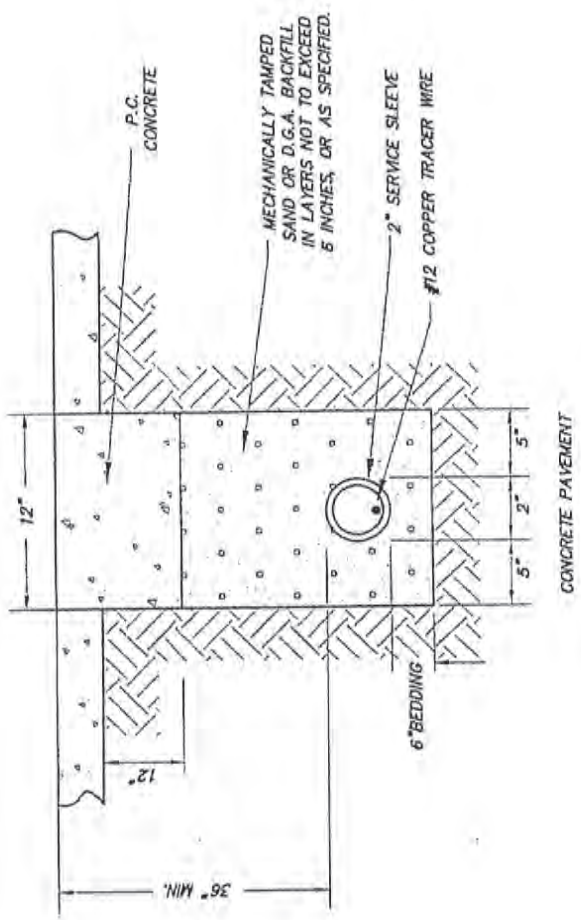 12"
P.C.
CONCRETE
MECHANICALLY TAMPED
SAND OR D.G.A. BACKFILL
IN LAYERS NOT TO EXCEED
6 INCHES, OR AS SPECIFIED.
12"
36" MIN.
2" SERVICE SLEEVE
#12 COPPER TRACER WIRE
6" BEDDING
5"
2"
5"
CONCRETE PAVEMENT